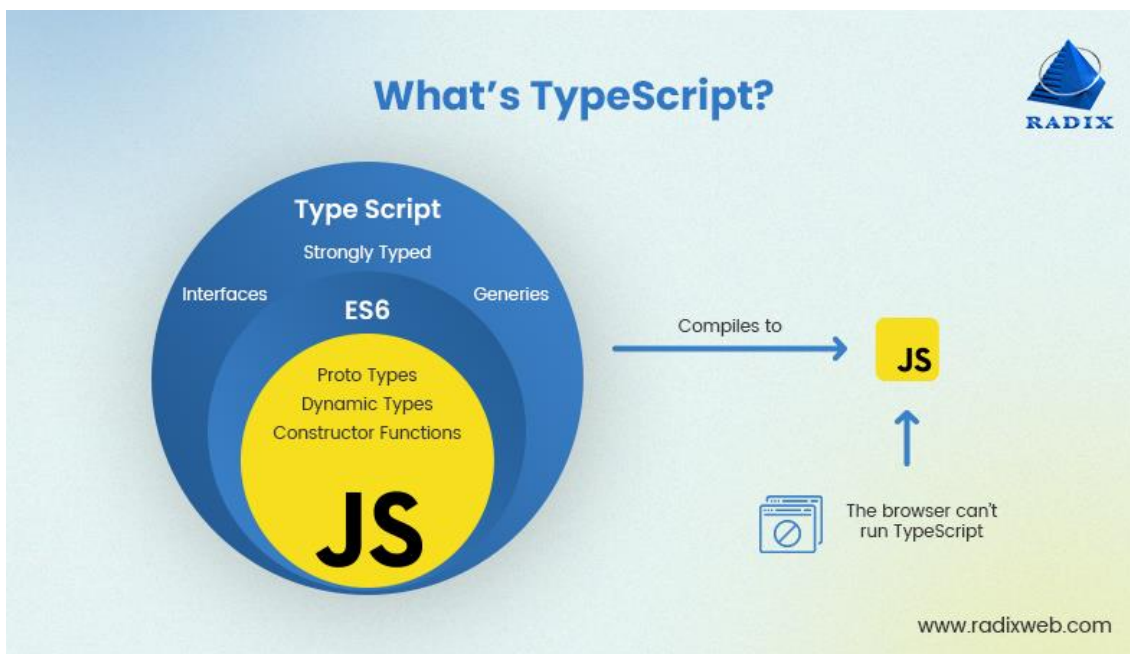 What's TypeScript?
RADIX
Type Script
Strongly Typed
Interfaces
Generies
ES6
Proto Types
Dynamic Types
Constructor Functions
JS
Compiles to
JS
The browser can't
run TypeScript
www.radixweb.com